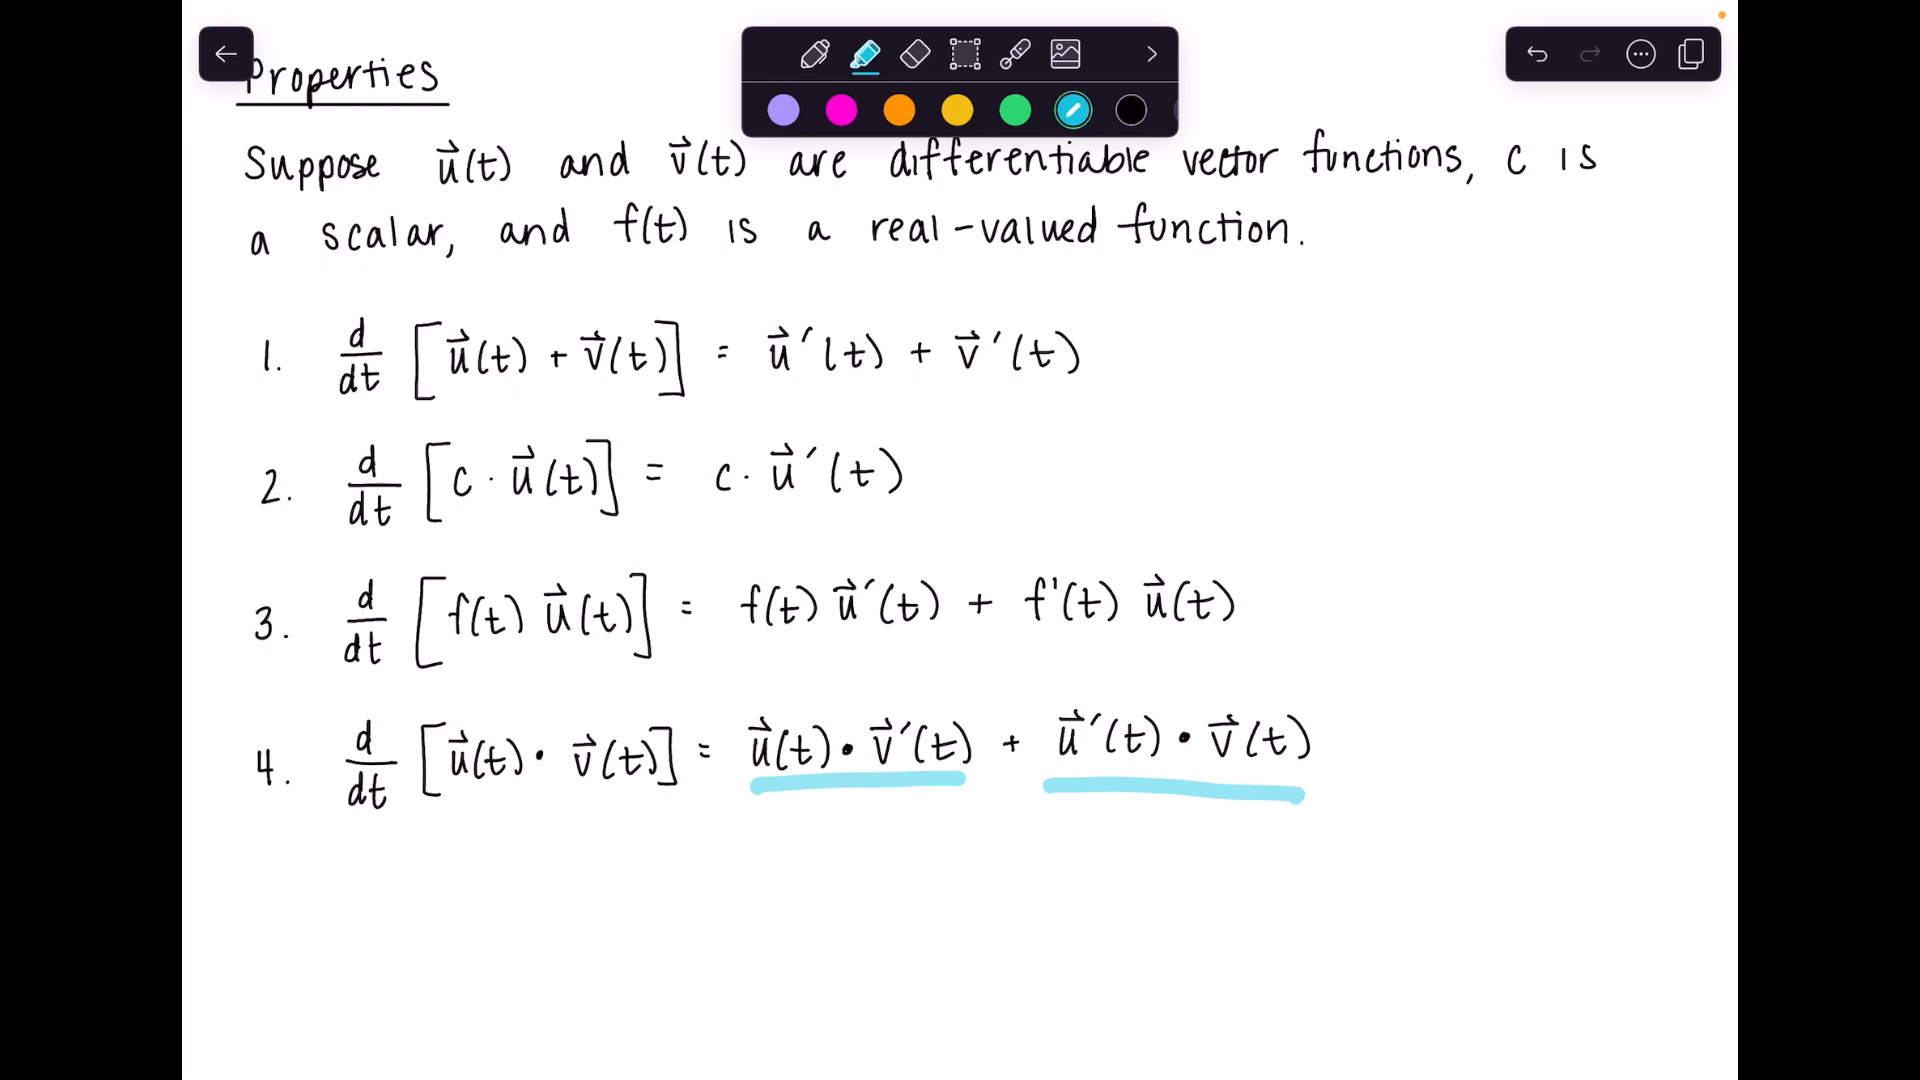 Properties
Suppose u⃗(t) and v⃗(t) are differentiable vector functions, c is
a scalar, and f(t) is a real-valued function.
1. d/dt [u⃗(t) + v⃗(t)] = u⃗′(t) + v⃗′(t)
2. d/dt [c · u⃗(t)] = c · u⃗′(t)
3. d/dt [f(t) u⃗(t)] = f(t) u⃗′(t) + f'(t) u⃗(t)
4. d/dt [u⃗(t) · v⃗(t)] = u⃗(t) · v⃗′(t) + u⃗′(t) · v⃗(t)